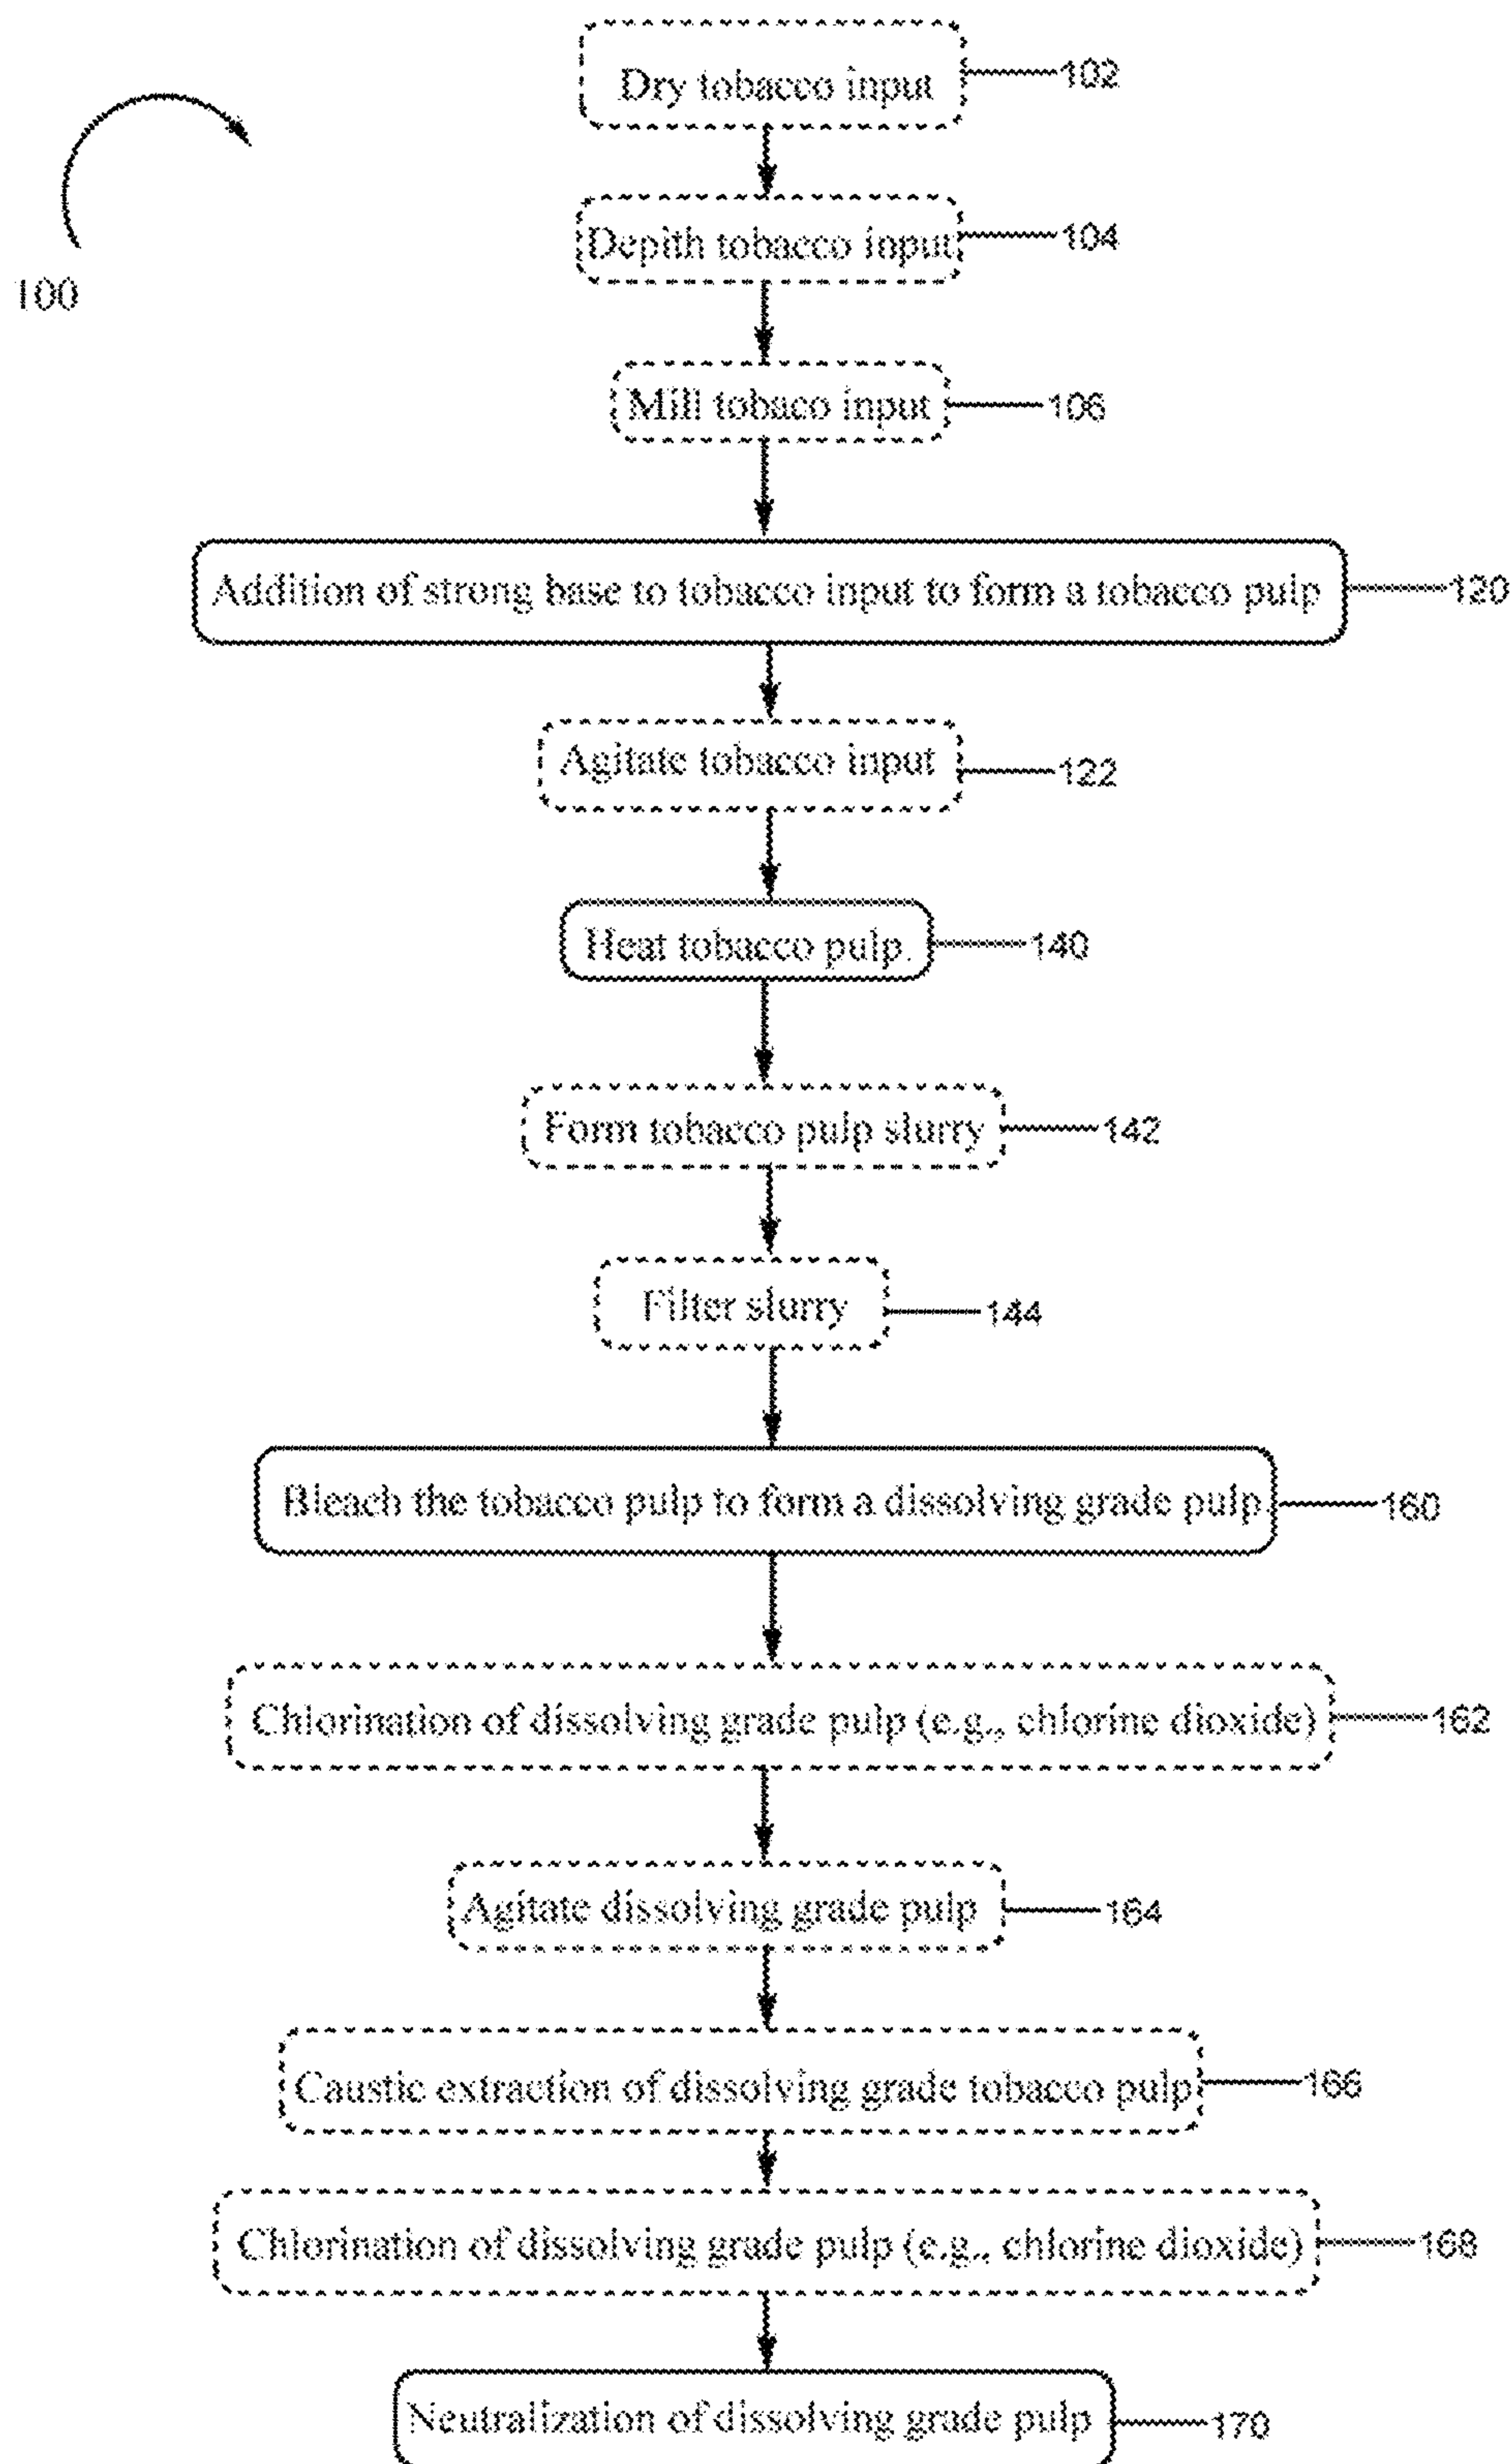 Dry tobacco input
102
100
Depith tobacco input
104
Mill tobaco input
106
Addition of strong base to tobacco input to form a tobacco pulp
120
Agitate tobacco input
122
Heat tobacco pulp.
140
Form tobacco pulp slurry
142
Filter slurry
144
Bleach the tobacco pulp to form a dissolving grade pulp.
160
Chlorination of dissolving grade pulp (e.g., chlorine dioxide)
162
Agitate dissolving grade pulp
164
Caustic extraction of dissolving grade tobacco pulp
166
Chlorination of dissolving grade pulp (e.g., chlorine dioxide)
168
Neutralization of dissolving grade pulp
170